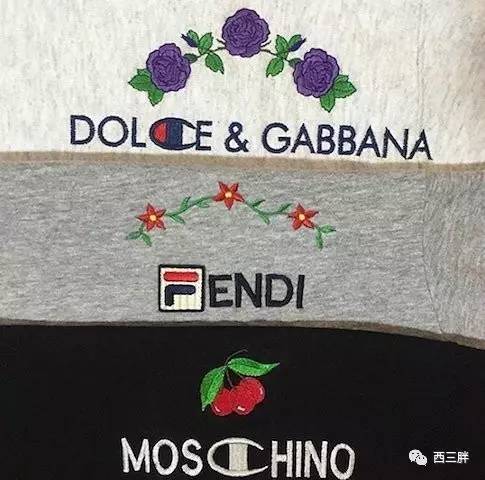 DOLCE & GABBANA
FENDI
MOSCHINO
西三胖